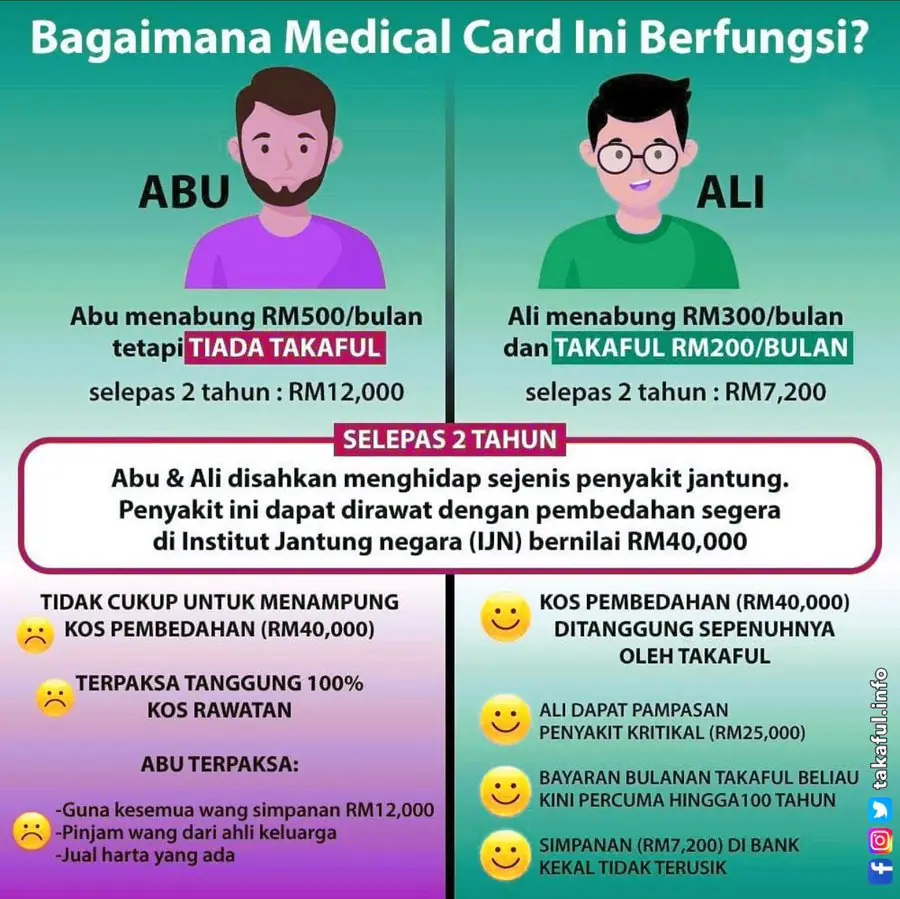 Bagaimana Medical Card Ini Berfungsi?
ABU
Abu menabung RM500/bulan
tetapi TIADA TAKAFUL
selepas 2 tahun : RM12,000
ALI
Ali menabung RM300/bulan
dan TAKAFUL RM200/BULAN
selepas 2 tahun : RM7,200
SELEPAS 2 TAHUN
Abu & Ali disahkan menghidap sejenis penyakit jantung.
Penyakit ini dapat dirawat dengan pembedahan segera
di Institut Jantung negara (IJN) bernilai RM40,000
TIDAK CUKUP UNTUK MENAMPUNG
KOS PEMBEDAHAN (RM40,000)
TERPAKSA TANGGUNG 100%
KOS RAWATAN
ABU TERPAKSA:
-Guna kesemua wang simpanan RM12,000
-Pinjam wang dari ahli keluarga
-Jual harta yang ada
KOS PEMBEDAHAN (RM40,000)
DITANGGUNG SEPENUHNYA
OLEH TAKAFUL
ALI DAPAT PAMPASAN
PENYAKIT KRITIKAL (RM25,000)
BAYARAN BULANAN TAKAFUL BELIAU
KINI PERCUMA HINGGA100 TAHUN
SIMPANAN (RM7,200) DI BANK
KEKAL TIDAK TERUSIK
takaful.info